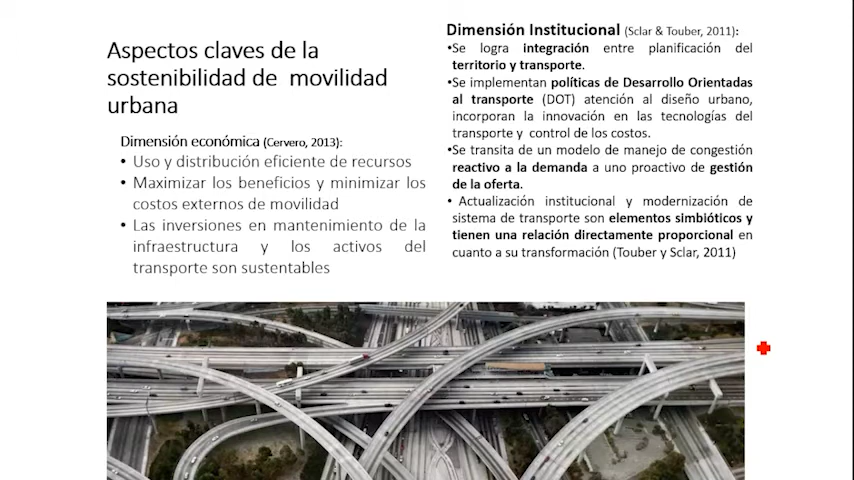 Aspectos claves de la
sostenibilidad de movilidad
urbana
Dimensión económica (Cervero, 2013):
• Uso y distribución eficiente de recursos
• Maximizar los beneficios y minimizar los
costos externos de movilidad
• Las inversiones en mantenimiento de la
infraestructura y los activos del
transporte son sustentables
Dimensión Institucional (Sclar & Touber, 2011):
•Se logra integración entre planificación del
territorio y transporte.
•Se implementan políticas de Desarrollo Orientadas
al transporte (DOT) atención al diseño urbano,
incorporan la innovación en las tecnologías del
transporte y control de los costos.
•Se transita de un modelo de manejo de congestión
reactivo a la demanda a uno proactivo de gestión
de la oferta.
• Actualización institucional y modernización de
sistema de transporte son elementos simbióticos y
tienen una relación directamente proporcional en
cuanto a su transformación (Touber y Sclar, 2011)